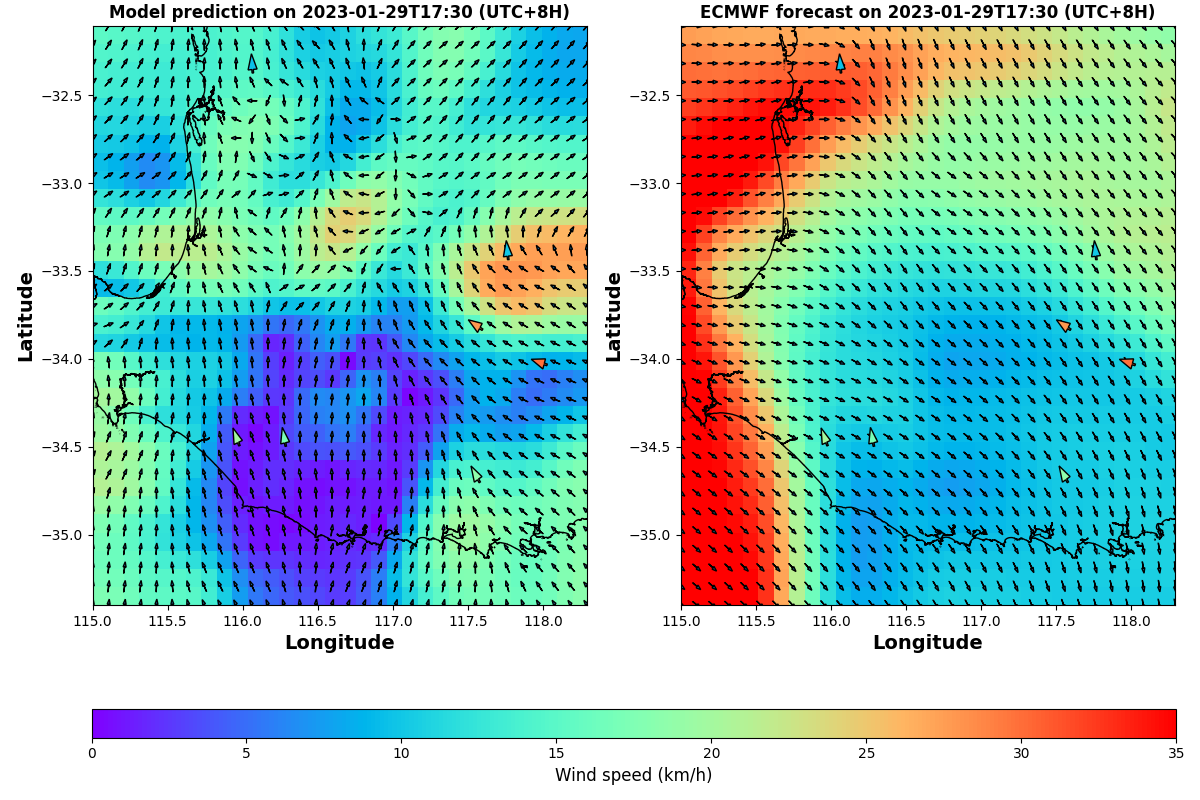 Model prediction on 2023-01-29T17:30 (UTC+8H)
ECMWF forecast on 2023-01-29T17:30 (UTC+8H)
Latitude
−32.5
−33.0
−33.5
−34.0
−34.5
−35.0
115.0 115.5 116.0 116.5 117.0 117.5 118.0
Longitude
Latitude
−32.5
−33.0
−33.5
−34.0
−34.5
−35.0
115.0 115.5 116.0 116.5 117.0 117.5 118.0
Longitude
0 5 10 15 20 25 30 35
Wind speed (km/h)